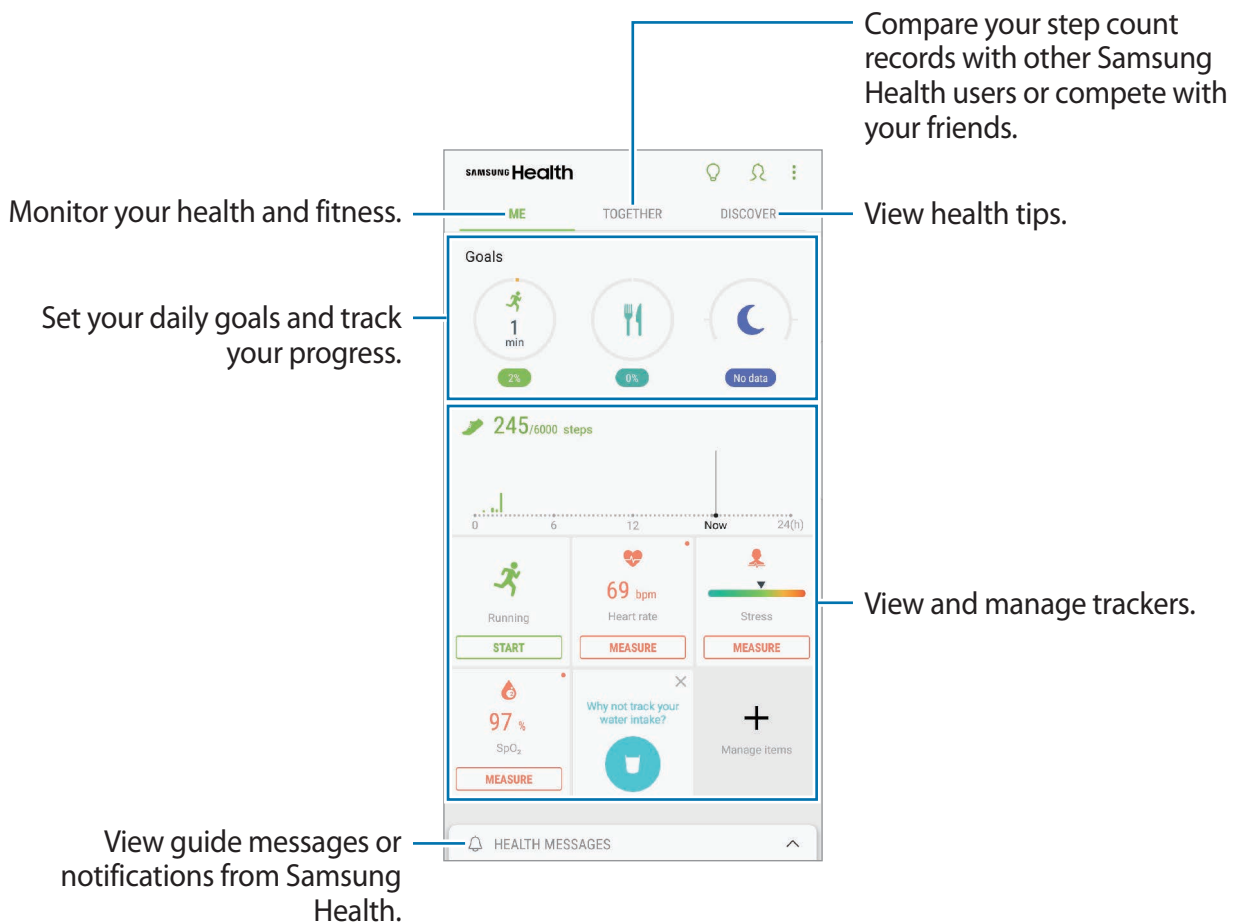 Compare your step count
records with other Samsung
Health users or compete with
your friends.
SAMSUNG Health
Monitor your health and fitness.
ME
TOGETHER
DISCOVER
View health tips.
Goals
Set your daily goals and track
your progress.
1
min
2%
0%
No data
245/6000 steps
0 6 12 Now 24(h)
Running
START
69 bpm
Heart rate
MEASURE
Stress
MEASURE
View and manage trackers.
97 %
SpO₂
MEASURE
Why not track your
water intake?
Manage items
HEALTH MESSAGES
View guide messages or
notifications from Samsung
Health.